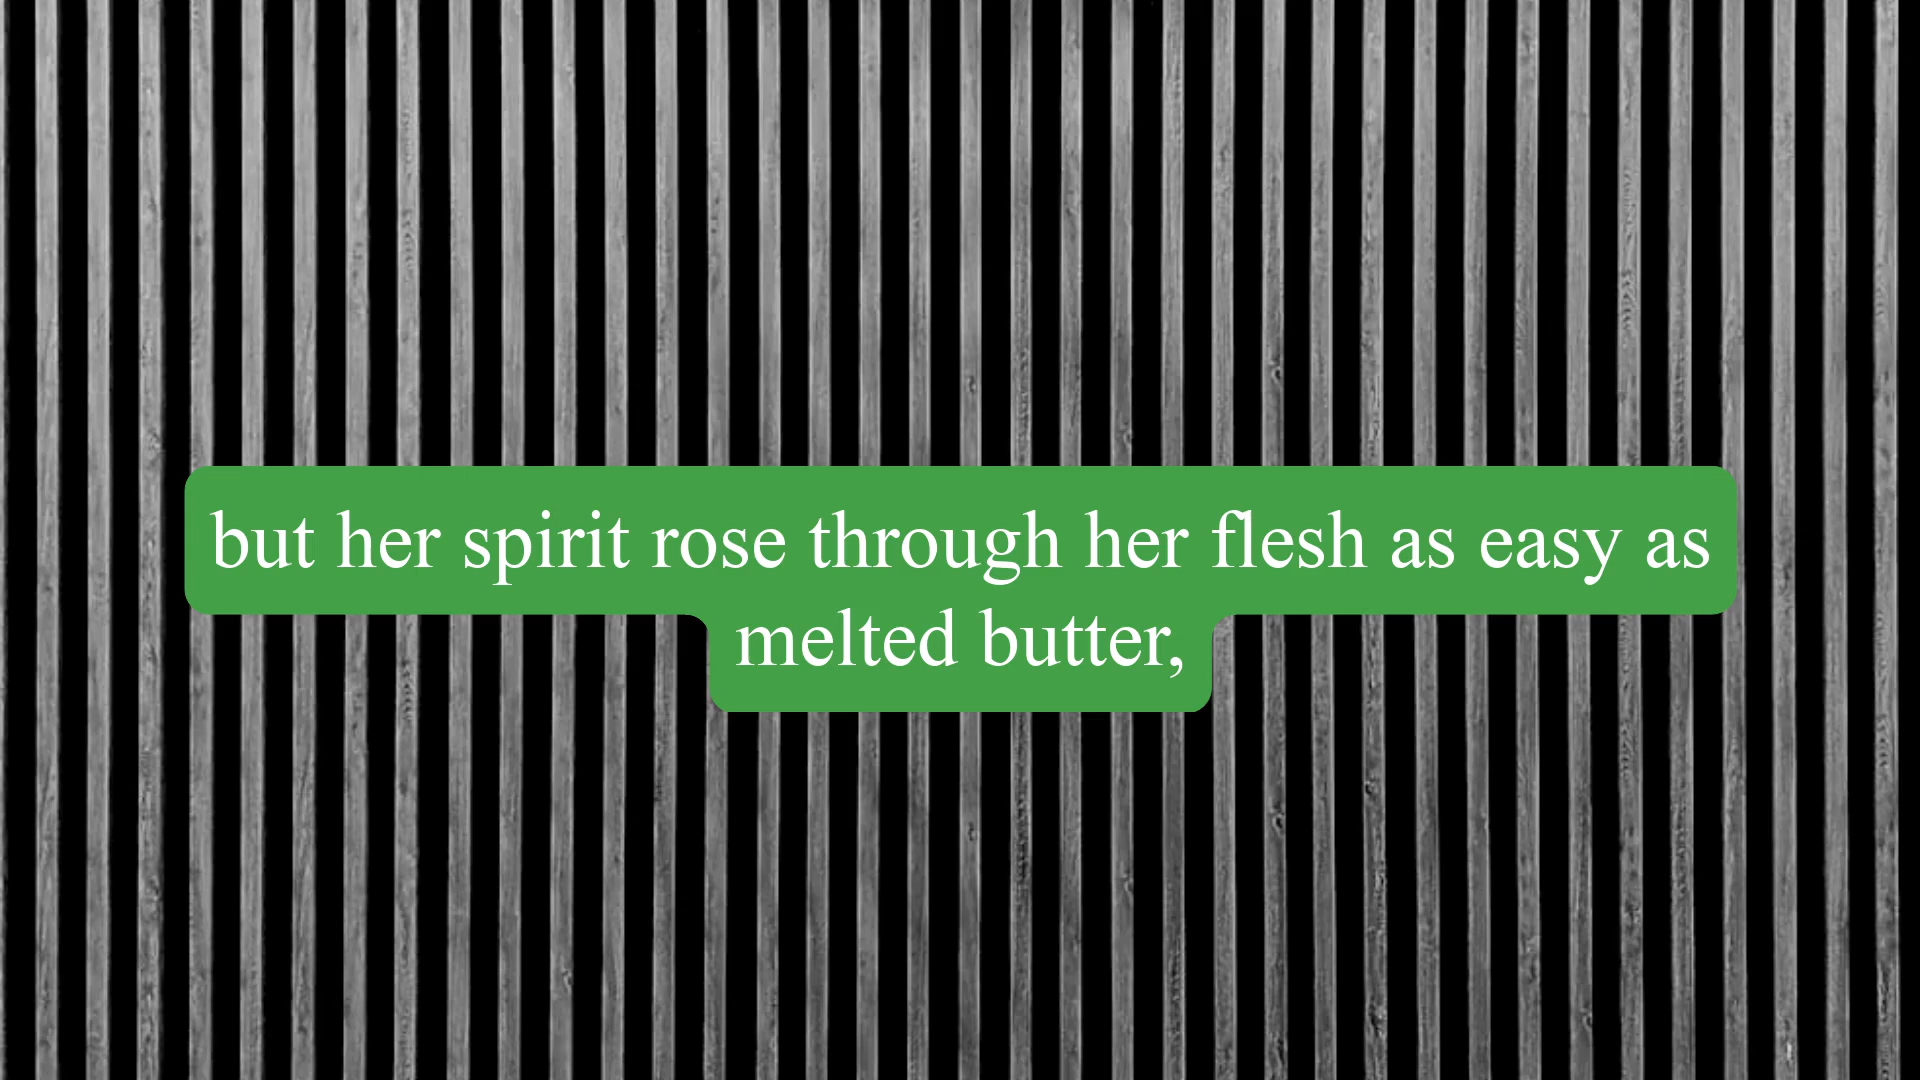 but her spirit rose through her flesh as easy as
melted butter,